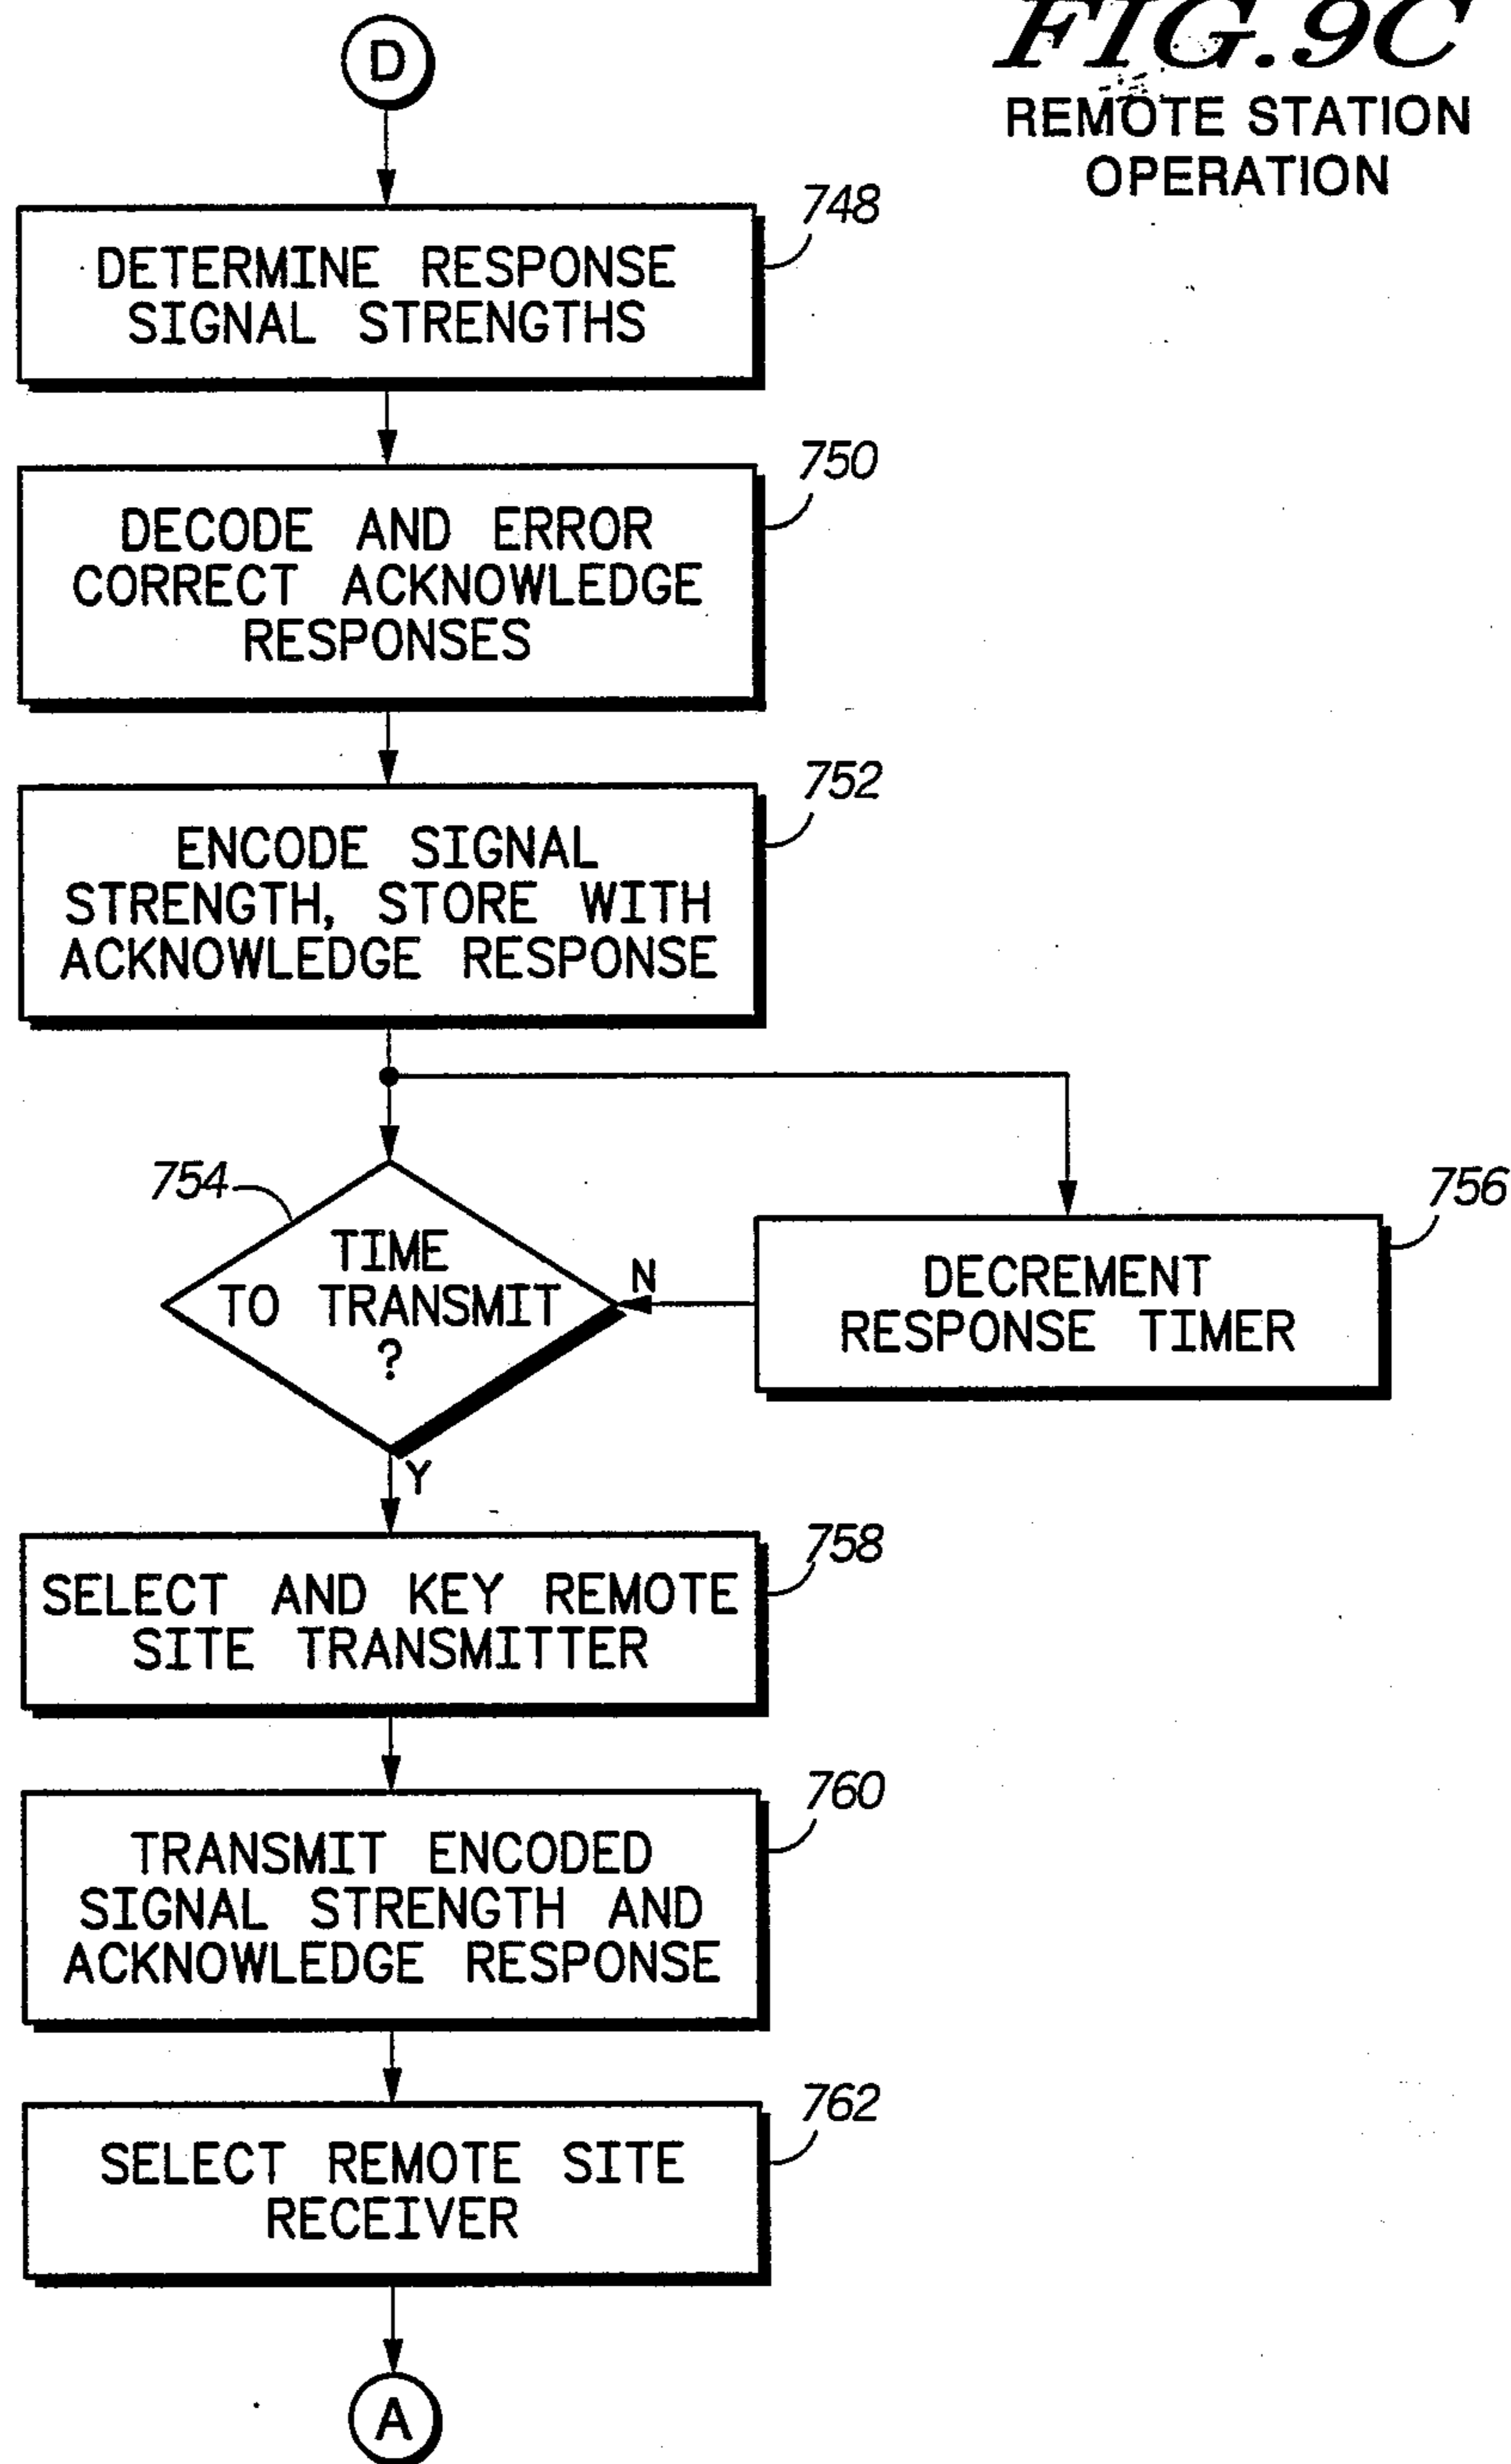 FIG. 9C
REMOTE STATION
OPERATION
D
748
DETERMINE RESPONSE
SIGNAL STRENGTHS
750
DECODE AND ERROR
CORRECT ACKNOWLEDGE
RESPONSES
752
ENCODE SIGNAL
STRENGTH, STORE WITH
ACKNOWLEDGE RESPONSE
754
TIME
TO TRANSMIT
?
N
Y
756
DECREMENT
RESPONSE TIMER
758
SELECT AND KEY REMOTE
SITE TRANSMITTER
760
TRANSMIT ENCODED
SIGNAL STRENGTH AND
ACKNOWLEDGE RESPONSE
762
SELECT REMOTE SITE
RECEIVER
A